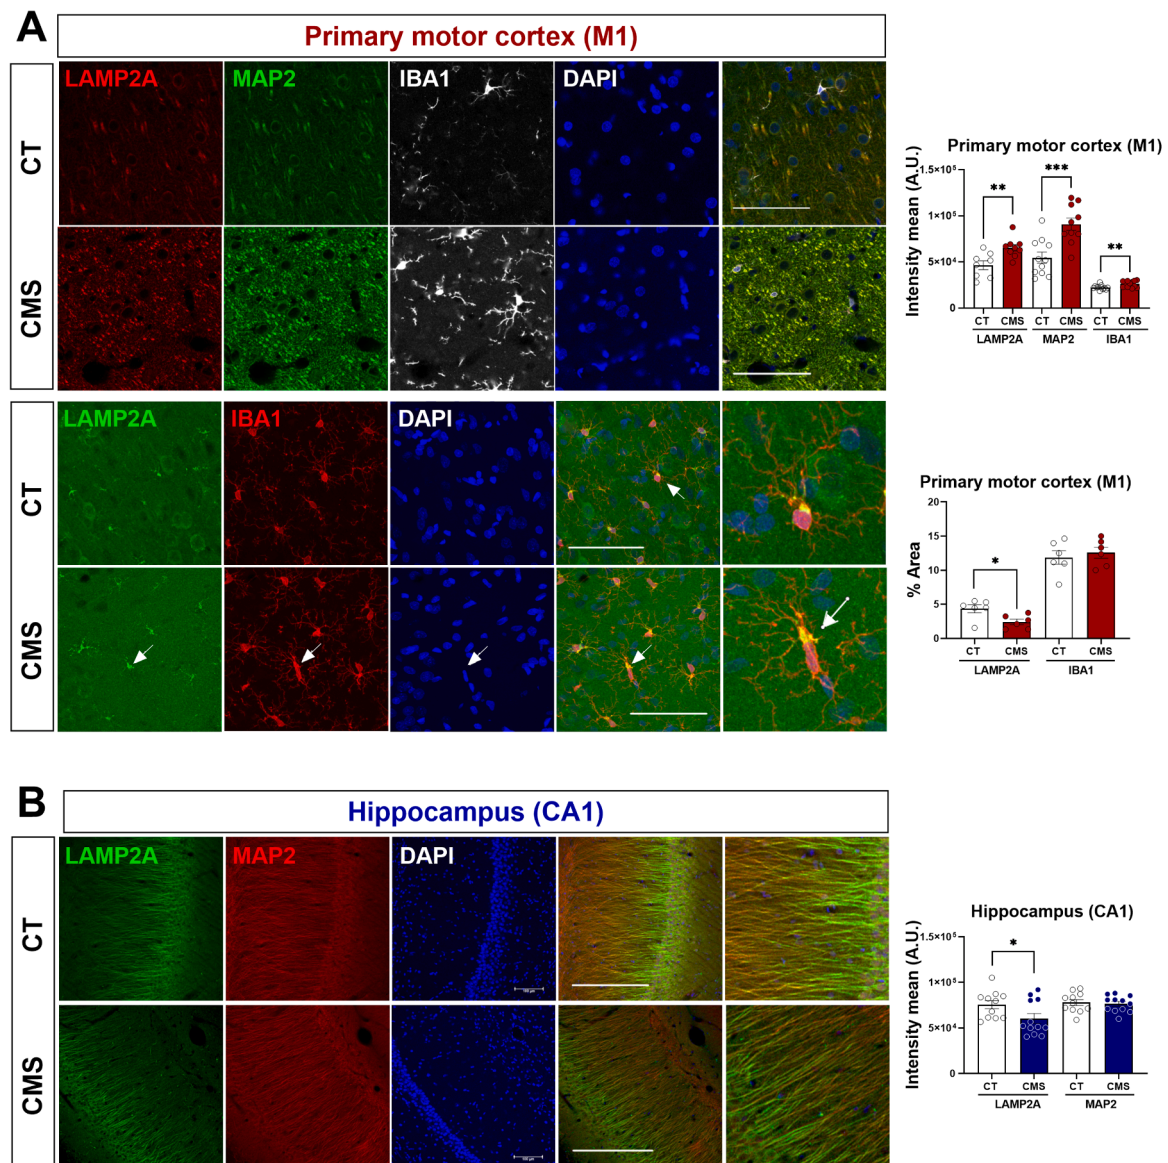 A
Primary motor cortex (M1)
LAMP2A
MAP2
IBA1
DAPI
CT
CMS
Primary motor cortex (M1)
Intensity mean (A.U.)
1.5×10⁵
1×10⁵
5×10⁴
0
**
***
**
CT CMS CT CMS CT CMS
LAMP2A MAP2 IBA1
LAMP2A
IBA1
DAPI
CT
CMS
Primary motor cortex (M1)
% Area
20
15
10
5
0
*
CT CMS CT CMS
LAMP2A IBA1
B
Hippocampus (CA1)
LAMP2A
MAP2
DAPI
CT
CMS
100 µm
100 µm
Hippocampus (CA1)
Intensity mean (A.U.)
1.5×10⁵
1×10⁵
5×10⁴
0
*
CT CMS CT CMS
LAMP2A MAP2